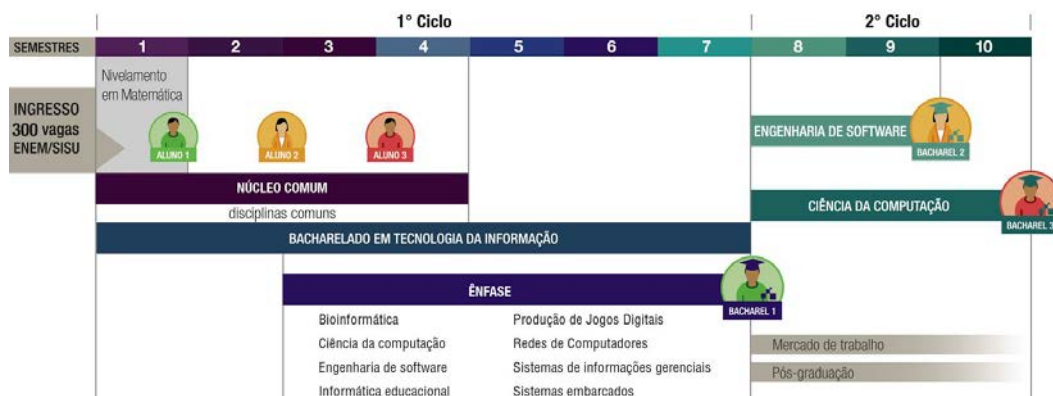 1° Ciclo
2° Ciclo
SEMESTRES
1
2
3
4
5
6
7
8
9
10
Nivelamento
em Matemática
INGRESSO
300 vagas
ENEM/SISU
ALUNO 1
ALUNO 2
ALUNO 3
ENGENHARIA DE SOFTWARE
BACHAREL 2
NÚCLEO COMUM
disciplinas comuns
CIÊNCIA DA COMPUTAÇÃO
BACHAREL 3
BACHARELADO EM TECNOLOGIA DA INFORMAÇÃO
ÊNFASE
BACHAREL 1
Bioinformática
Ciência da computação
Engenharia de software
Informática educacional
Produção de Jogos Digitais
Redes de Computadores
Sistemas de informações gerenciais
Sistemas embarcados
Mercado de trabalho
Pós-graduação